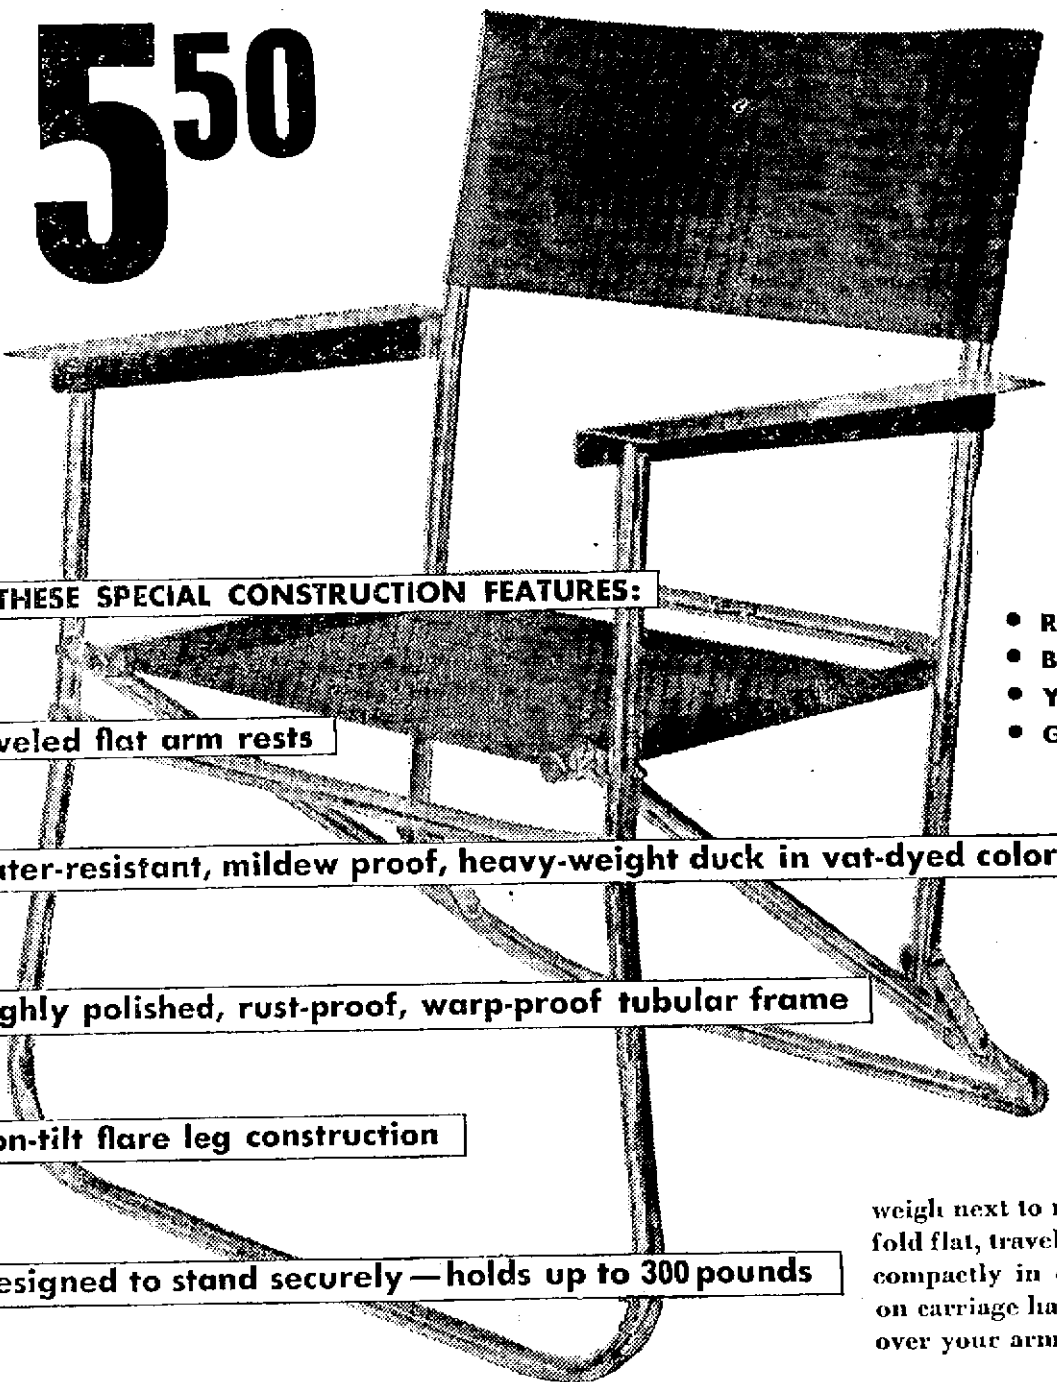 5 50
THESE SPECIAL CONSTRUCTION FEATURES:
• R
• B
• Y
• G
veled flat arm rests
ater-resistant, mildew proof, heavy-weight duck in vat-dyed color
ghly polished, rust-proof, warp-proof tubular frame
on-tilt flare leg construction
esigned to stand securely—holds up to 300 pounds
weigh next to
fold flat, travel
compactly in
on carriage ha
over your arm